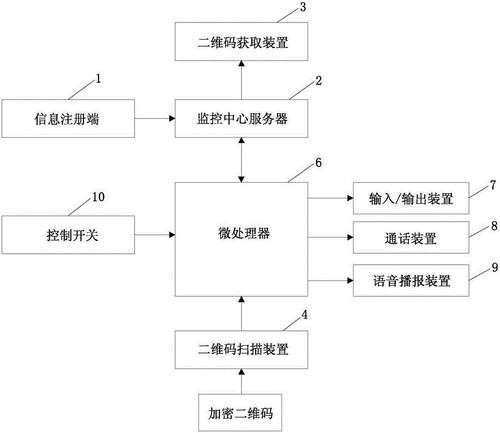 3
二维码获取装置
1
2
信息注册端
监控中心服务器
6
7
10
输入/输出装置
8
控制开关
微处理器
通话装置
9
语音播报装置
4
二维码扫描装置
加密二维码